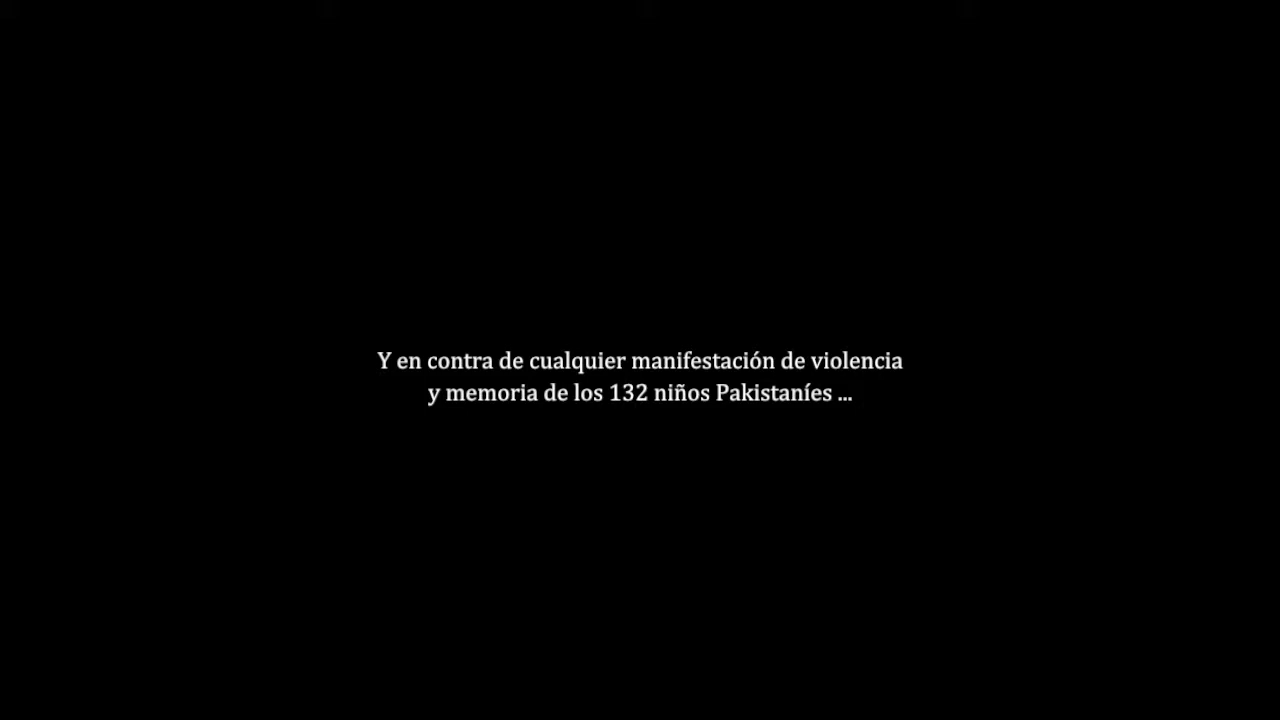 Y en contra de cualquier manifestación de violencia
y memoria de los 132 niños Pakistaníes ...